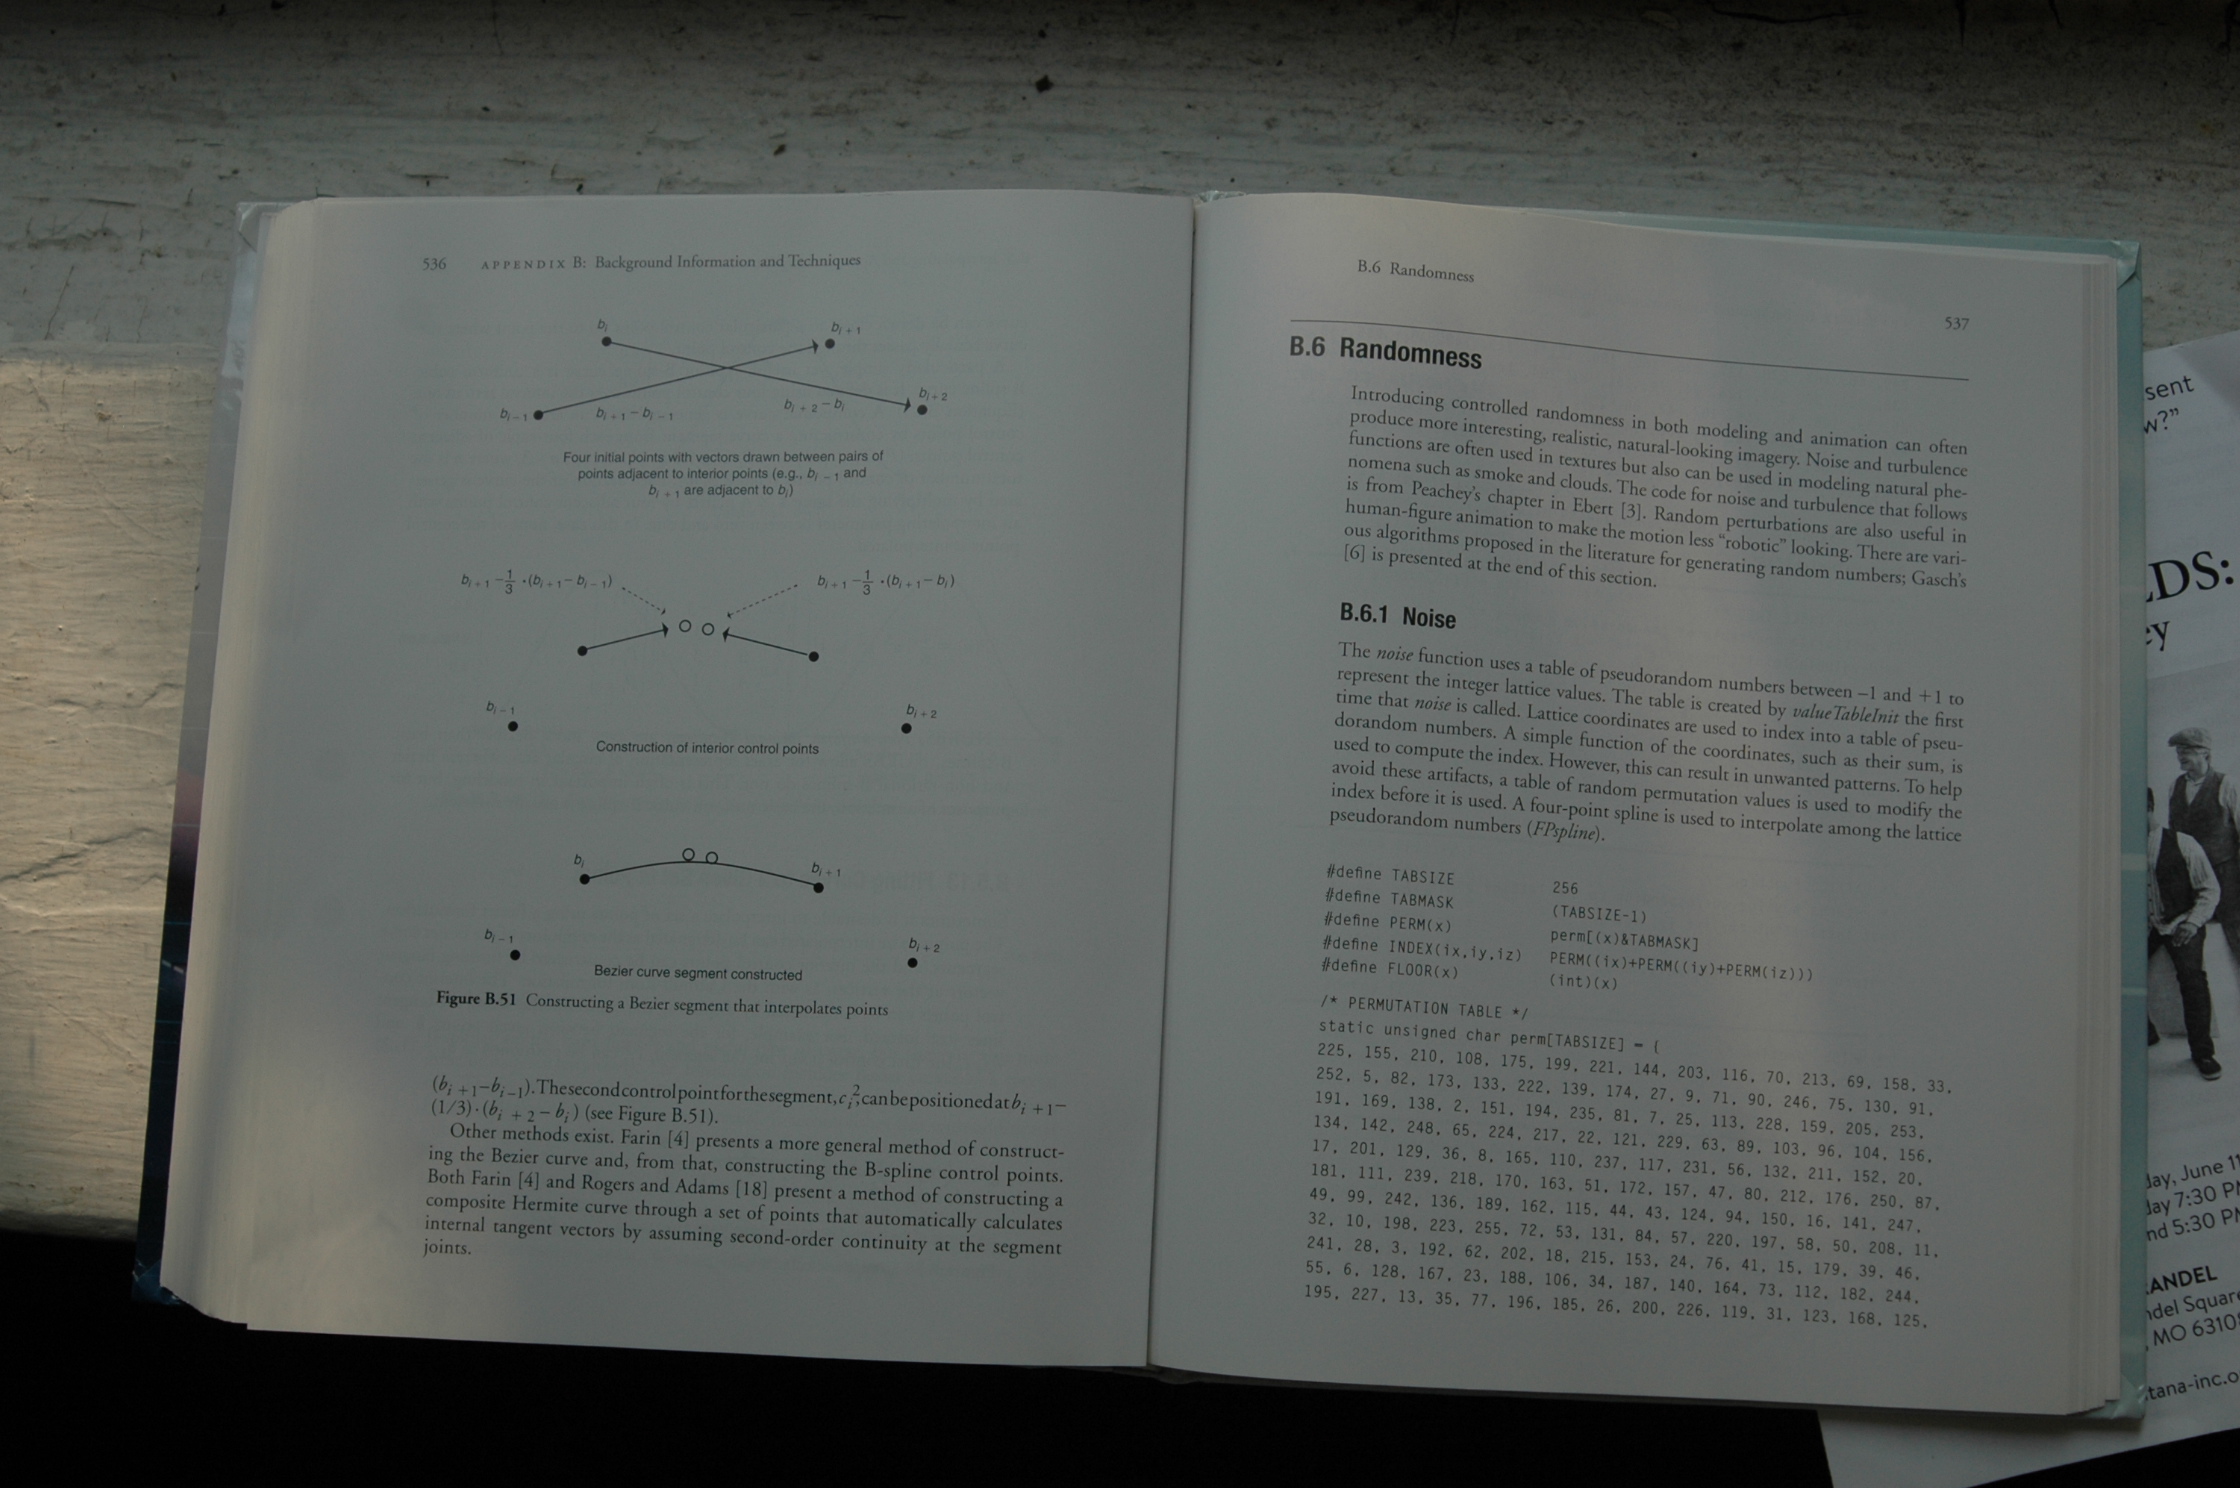 536 APPENDIX B: Background Information and Techniques
b_i
b_{i+1}
b_{i-1}
b_{i+1} – b_{i-1}
b_{i+2} – b_i
b_{i+2}
Four initial points with vectors drawn between pairs of
points adjacent to interior points (e.g., b_{i-1} and
b_{i+1} are adjacent to b_i)
b_{i+1} – 1/3 · (b_{i+1} – b_{i-1})
b_{i+1} – 1/3 · (b_{i+1} – b_i)
b_{i-1}
b_{i+2}
Construction of interior control points
b_i
b_{i+1}
b_{i-1}
b_{i+2}
Bezier curve segment constructed
Figure B.51 Constructing a Bezier segment that interpolates points
(b_{i+1}–b_{i-1}). The second control point for the segment, c_i^2, can be positioned at b_{i+1}–
(1/3) · (b_{i+2} – b_i) (see Figure B.51).
Other methods exist. Farin [4] presents a more general method of construct-
ing the Bezier curve and, from that, constructing the B-spline control points.
Both Farin [4] and Rogers and Adams [18] present a method of constructing a
composite Hermite curve through a set of points that automatically calculates
internal tangent vectors by assuming second-order continuity at the segment
joints.
B.6 Randomness
537
B.6 Randomness
Introducing controlled randomness in both modeling and animation can often
produce more interesting, realistic, natural-looking imagery. Noise and turbulence
functions are often used in textures but also can be used in modeling natural phe-
nomena such as smoke and clouds. The code for noise and turbulence that follows
is from Peachey's chapter in Ebert [3]. Random perturbations are also useful in
human-figure animation to make the motion less “robotic” looking. There are vari-
ous algorithms proposed in the literature for generating random numbers; Gasch's
[6] is presented at the end of this section.
B.6.1 Noise
The noise function uses a table of pseudorandom numbers between –1 and +1 to
represent the integer lattice values. The table is created by valueTableInit the first
time that noise is called. Lattice coordinates are used to index into a table of pseu-
dorandom numbers. A simple function of the coordinates, such as their sum, is
used to compute the index. However, this can result in unwanted patterns. To help
avoid these artifacts, a table of random permutation values is used to modify the
index before it is used. A four-point spline is used to interpolate among the lattice
pseudorandom numbers (FPspline).
#define TABSIZE 256
#define TABMASK (TABSIZE-1)
#define PERM(x) perm[(x)&TABMASK]
#define INDEX(ix,iy,iz) PERM((ix)+PERM((iy)+PERM(iz)))
#define FLOOR(x) (int)(x)
/* PERMUTATION TABLE */
static unsigned char perm[TABSIZE] = {
225, 155, 210, 108, 175, 199, 221, 144, 203, 116, 70, 213, 69, 158, 33,
252, 5, 82, 173, 133, 222, 139, 174, 27, 9, 71, 90, 246, 75, 130, 91,
191, 169, 138, 2, 151, 194, 235, 81, 7, 25, 113, 228, 159, 205, 253,
134, 142, 248, 65, 224, 217, 22, 121, 229, 63, 89, 103, 96, 104, 156,
17, 201, 129, 36, 8, 165, 110, 237, 117, 231, 56, 132, 211, 152, 20,
181, 111, 239, 218, 170, 163, 51, 172, 157, 47, 80, 212, 176, 250, 87,
49, 99, 242, 136, 189, 162, 115, 44, 43, 124, 94, 150, 16, 141, 247,
32, 10, 198, 223, 255, 72, 53, 131, 84, 57, 220, 197, 58, 50, 208, 11,
241, 28, 3, 192, 62, 202, 18, 215, 153, 24, 76, 41, 15, 179, 39, 46,
55, 6, 128, 167, 23, 188, 106, 34, 187, 140, 164, 73, 112, 182, 244,
195, 227, 13, 35, 77, 196, 185, 26, 200, 226, 119, 31, 123, 168, 125,
sent
w?”
LDS:
ey
day, June 11
day 7:30 PM
nd 5:30 PM
RANDEL
ndel Square
, MO 63108
tana-inc.o